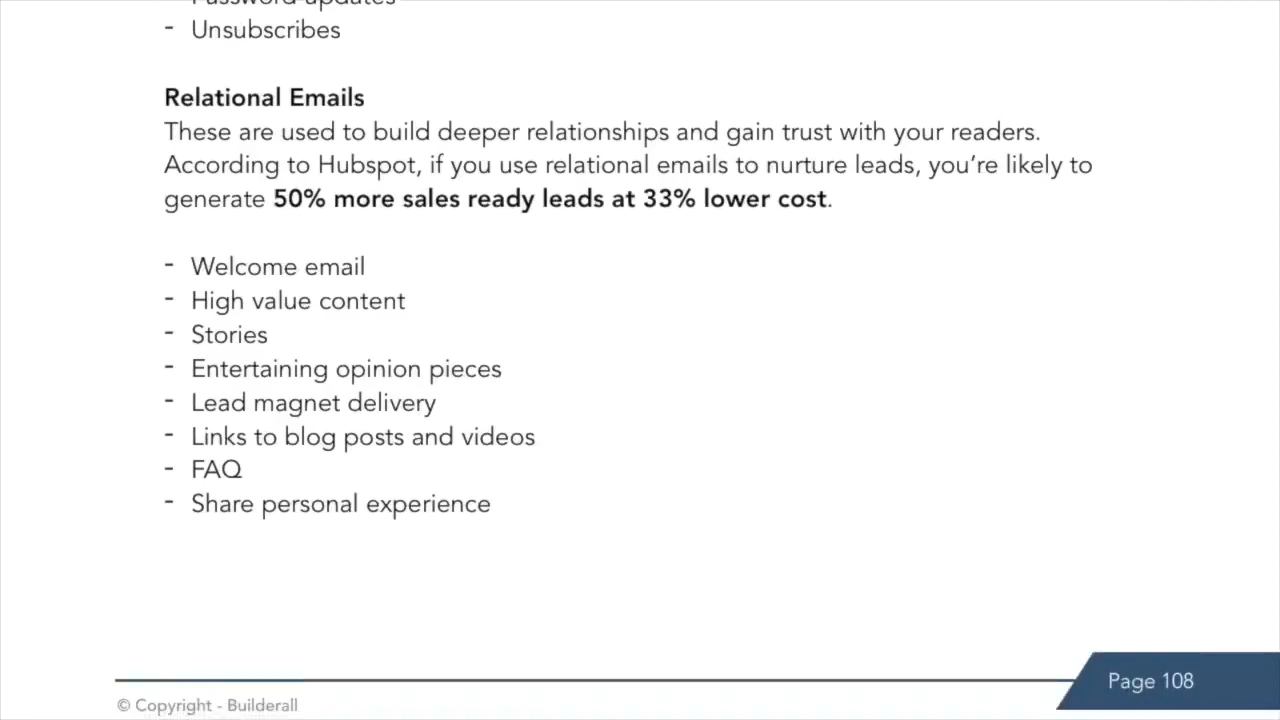 - Password updates
- Unsubscribes
Relational Emails
These are used to build deeper relationships and gain trust with your readers.
According to Hubspot, if you use relational emails to nurture leads, you’re likely to
generate 50% more sales ready leads at 33% lower cost.
- Welcome email
- High value content
- Stories
- Entertaining opinion pieces
- Lead magnet delivery
- Links to blog posts and videos
- FAQ
- Share personal experience
Page 108
© Copyright - Builderall